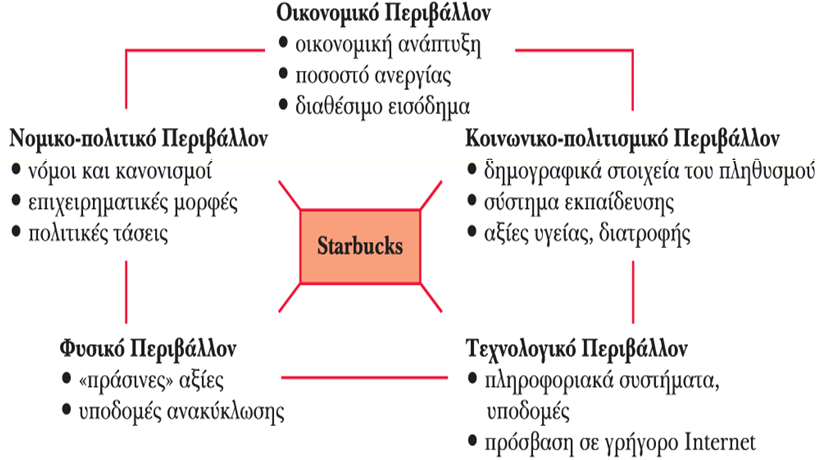 Οικονομικό Περιβάλλον
• οικονομική ανάπτυξη
• ποσοστό ανεργίας
• διαθέσιμο εισόδημα
Νομικο-πολιτικό Περιβάλλον
• νόμοι και κανονισμοί
• επιχειρηματικές μορφές
• πολιτικές τάσεις
Κοινωνικο-πολιτισμικό Περιβάλλον
• δημογραφικά στοιχεία του πληθυσμού
• σύστημα εκπαίδευσης
• αξίες υγείας, διατροφής
Starbucks
Φυσικό Περιβάλλον
• «πράσινες» αξίες
• υποδομές ανακύκλωσης
Τεχνολογικό Περιβάλλον
• πληροφοριακά συστήματα,
υποδομές
• πρόσβαση σε γρήγορο Internet